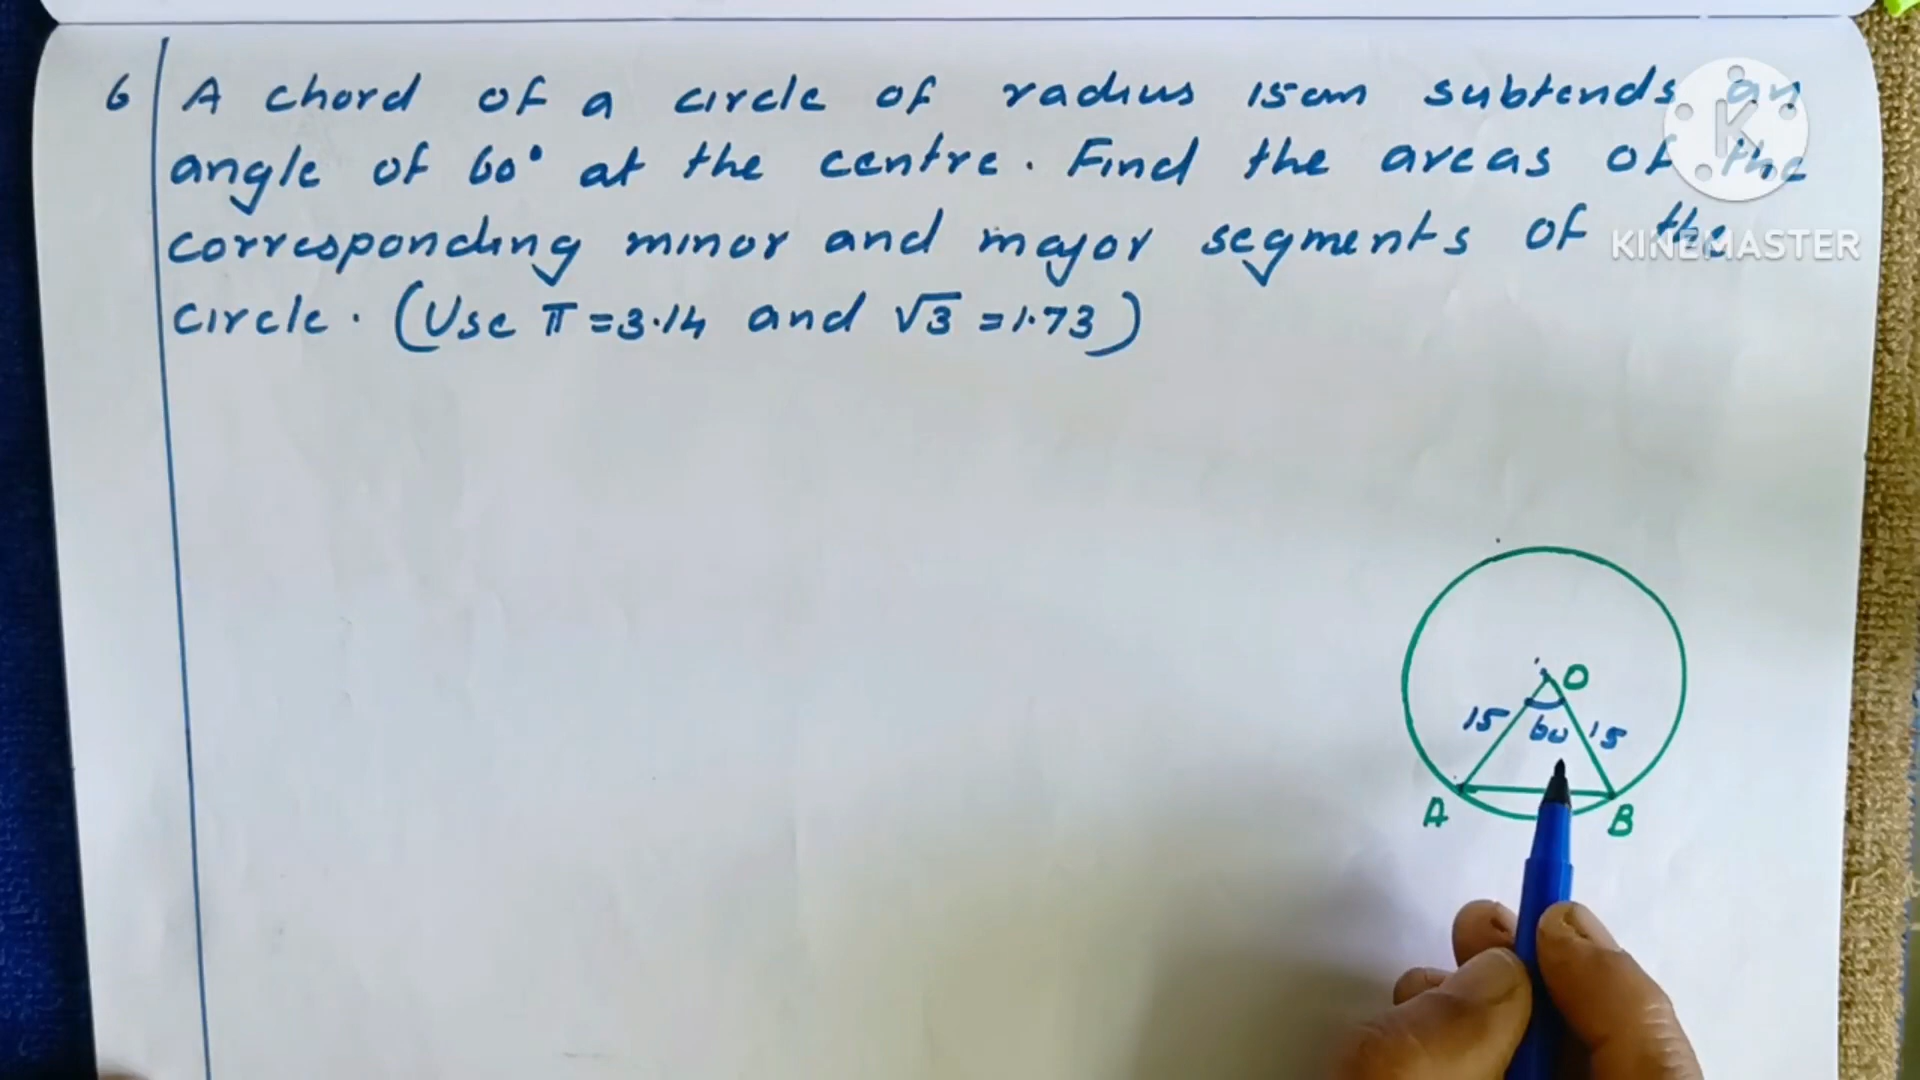 6 A chord of a circle of radius 15cm subtends an
angle of 60° at the centre. Find the areas of the
corresponding minor and major segments of the
circle. (Use π = 3.14 and √3 = 1.73)
KINEMASTER
O
15 60 15
A B